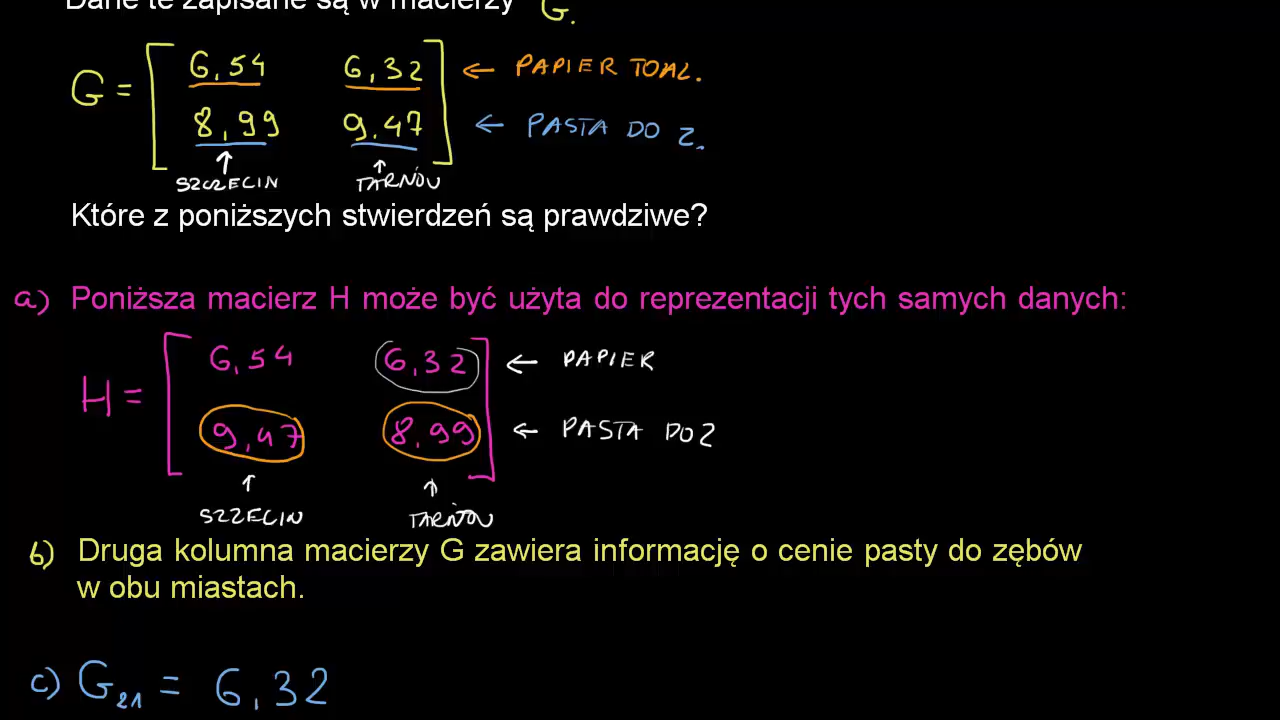 Dane te zapisane są w macierzy G.
G = [ 6,54 6,32 ] ← PAPIER TOAL.
[ 8,99 9.47 ] ← PASTA DO Z.
↑ ↑
SZCZECIN TARNÓW
Które z poniższych stwierdzeń są prawdziwe?
a) Poniższa macierz H może być użyta do reprezentacji tych samych danych:
H = [ 6,54 6,32 ] ← PAPIER
[ 9,47 8,99 ] ← PASTA DO Z
↑ ↑
SZZECIN TARNÓW
b) Druga kolumna macierzy G zawiera informację o cenie pasty do zębów
w obu miastach.
c) G₂₁ = 6,32